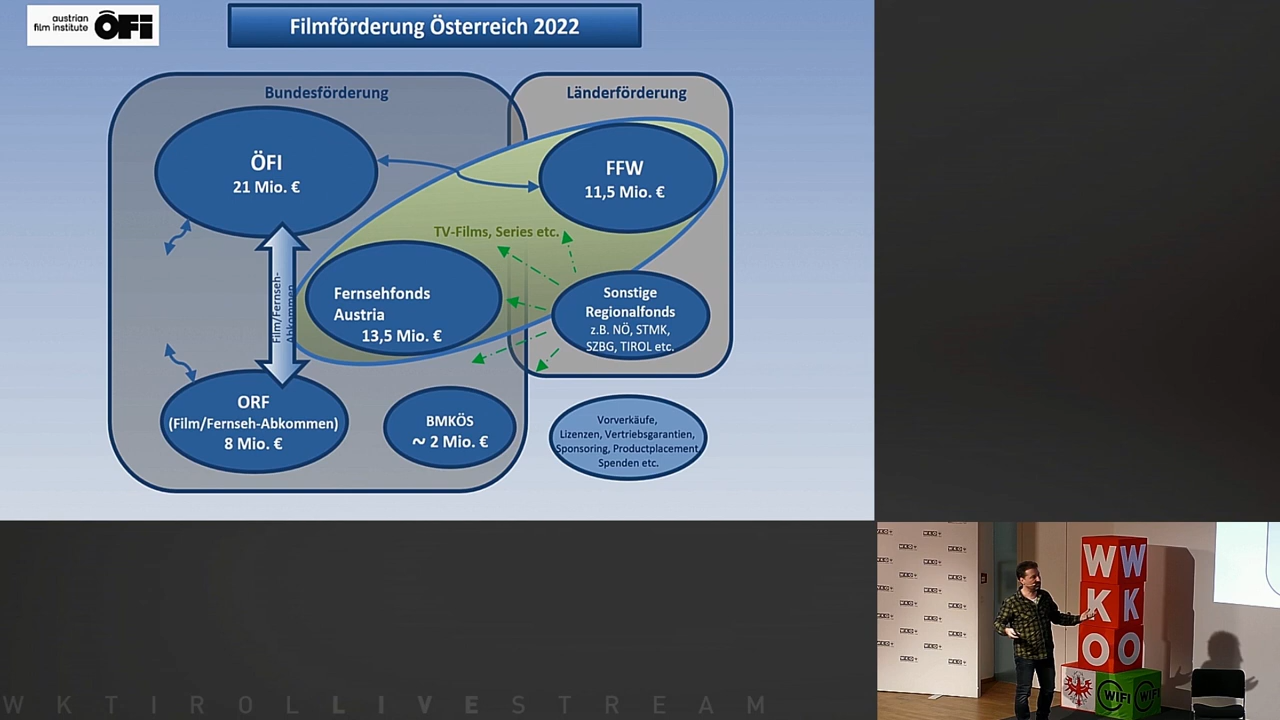 austrian
film institute ÖFi
Filmförderung Österreich 2022
Bundesförderung
Länderförderung
ÖFI
21 Mio. €
FFW
11,5 Mio. €
TV-Films, Series etc.
Film/Fernseh-
Abkommen
Fernsehfonds
Austria
13,5 Mio. €
Sonstige
Regionalfonds
z.B. NÖ, STMK,
SZBG, TIROL etc.
ORF
(Film/Fernseh-Abkommen)
8 Mio. €
BMKÖS
~ 2 Mio. €
Vorverkäufe,
Lizenzen, Vertriebsgarantien,
Sponsoring, Productplacement
Spenden etc.
W W
K K
O O
WIFI WIFI
WKTIROLLIVESTREAM